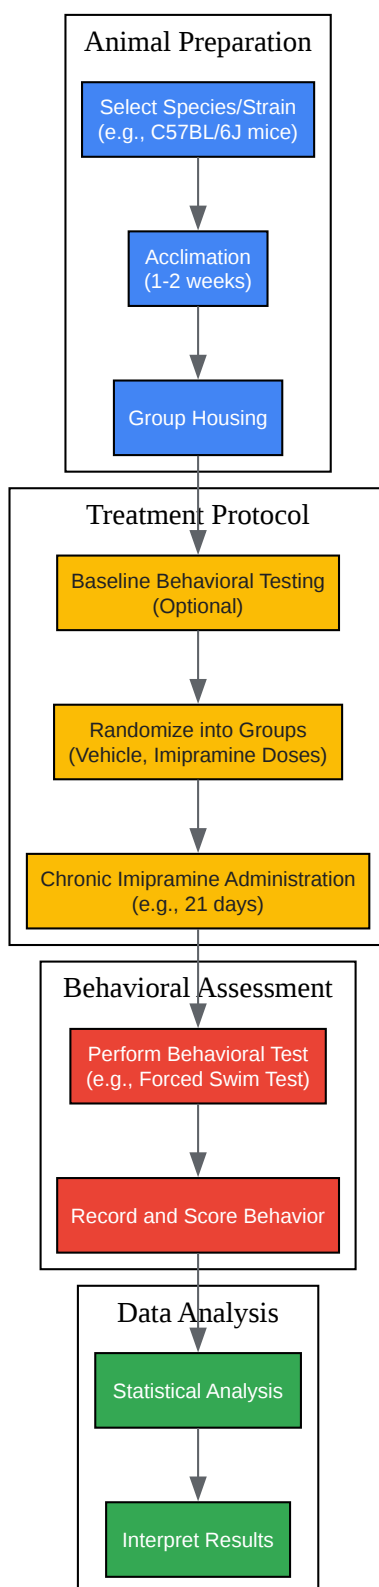 Animal Preparation
Select Species/Strain
(e.g., C57BL/6J mice)
Acclimation
(1-2 weeks)
Group Housing
Treatment Protocol
Baseline Behavioral Testing
(Optional)
Randomize into Groups
(Vehicle, Imipramine Doses)
Chronic Imipramine Administration
(e.g., 21 days)
Behavioral Assessment
Perform Behavioral Test
(e.g., Forced Swim Test)
Record and Score Behavior
Data Analysis
Statistical Analysis
Interpret Results